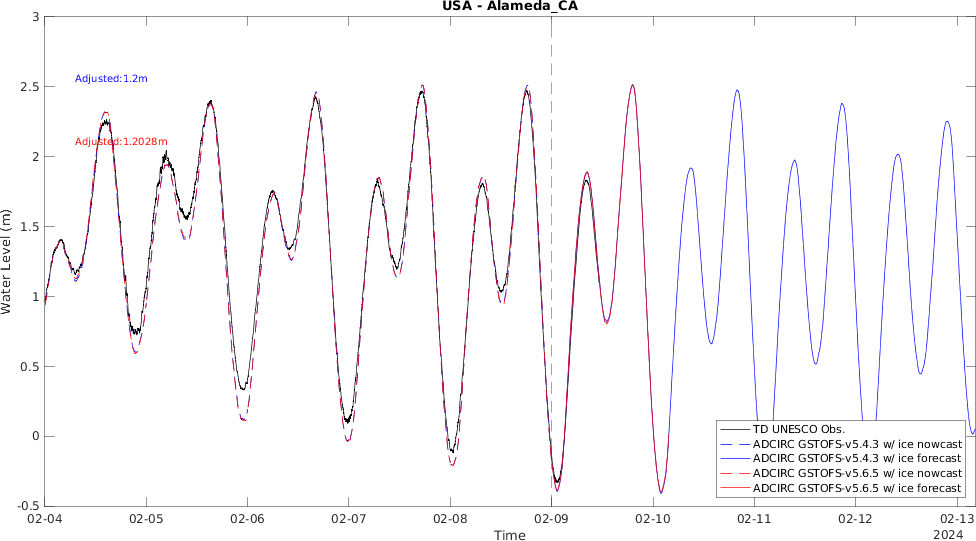 USA - Alameda_CA
3
2.5
2
1.5
1
0.5
0
-0.5
Water Level (m)
Adjusted:1.2m
Adjusted:1.2028m
TD UNESCO Obs.
ADCIRC GSTOFS-v5.4.3 w/ ice nowcast
ADCIRC GSTOFS-v5.4.3 w/ ice forecast
ADCIRC GSTOFS-v5.6.5 w/ ice nowcast
ADCIRC GSTOFS-v5.6.5 w/ ice forecast
02-04 02-05 02-06 02-07 02-08 02-09 02-10 02-11 02-12 02-13
Time
2024